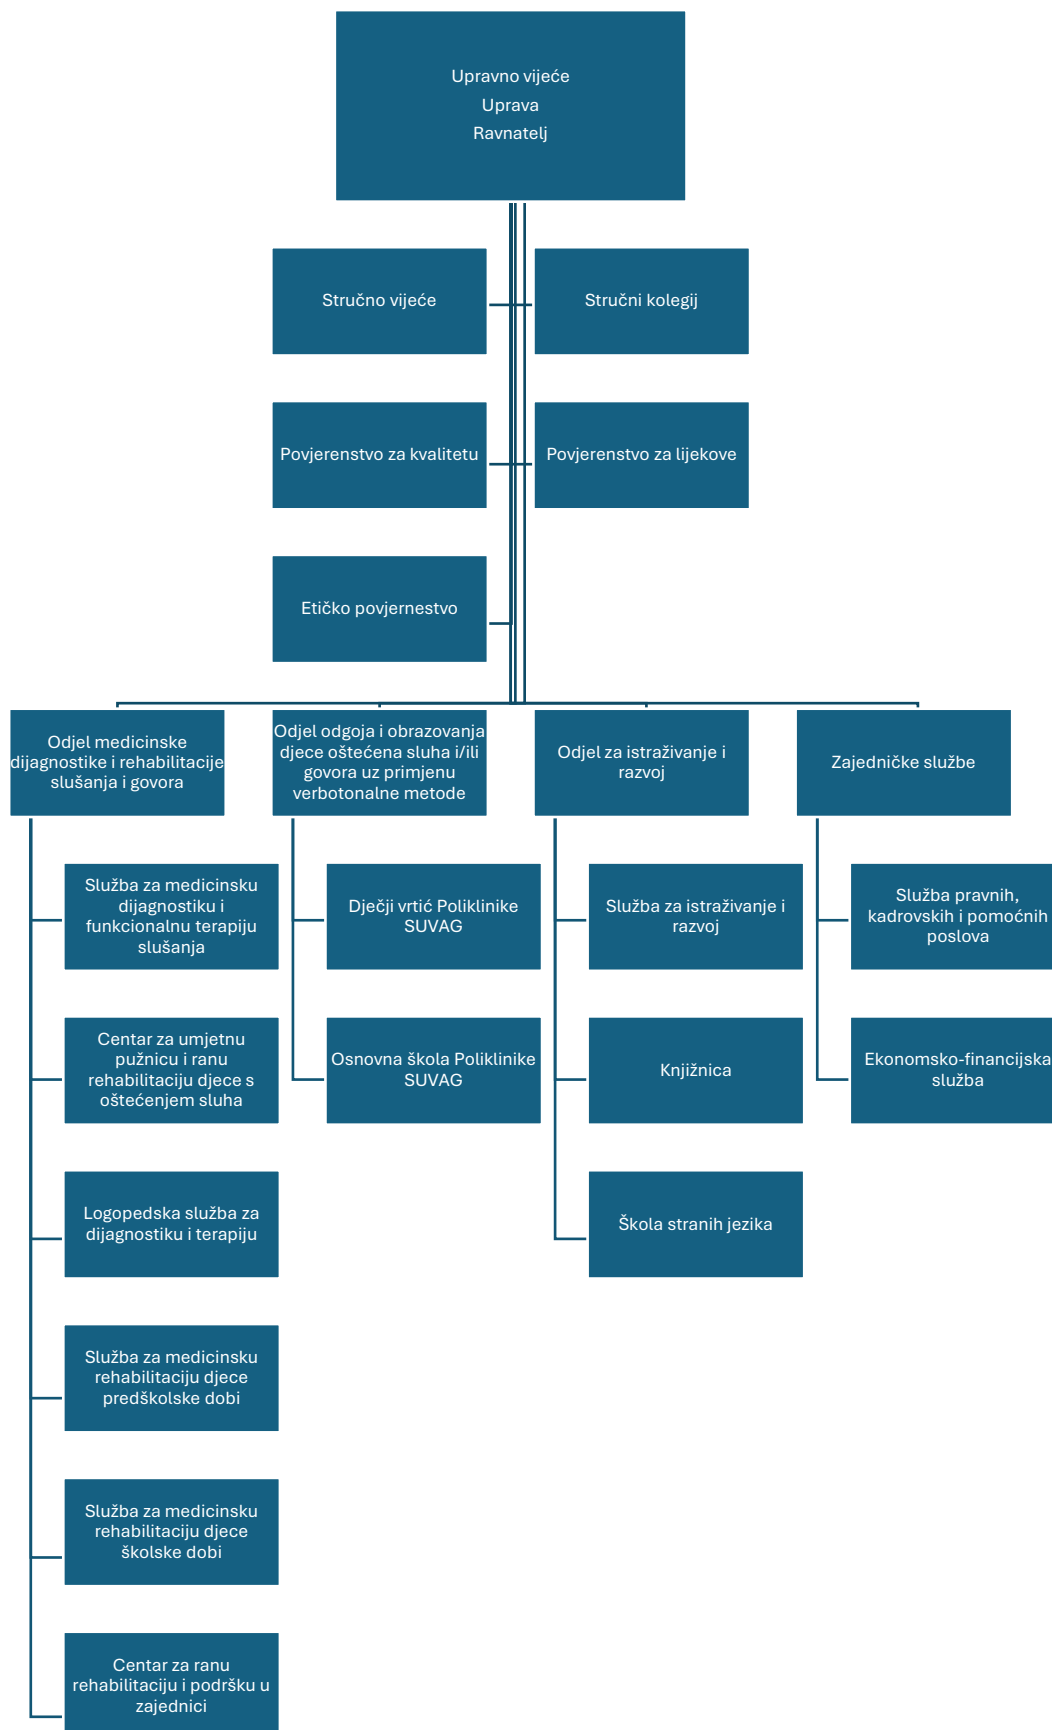 Upravno vijeće
Uprava
Ravnatelj
Stručno vijeće
Stručni kolegij
Povjerenstvo za kvalitetu
Povjerenstvo za lijekove
Etičko povjernestvo
Odjel medicinske
dijagnostike i rehabilitacije
slušanja i govora
Odjel odgoja i obrazovanja
djece oštećena sluha i/ili
govora uz primjenu
verbotonalne metode
Odjel za istraživanje i
razvoj
Zajedničke službe
Služba za medicinsku
dijagnostiku i
funkcionalnu terapiju
slušanja
Dječji vrtić Poliklinike
SUVAG
Služba za istraživanje i
razvoj
Služba pravnih,
kadrovskih i pomoćnih
poslova
Centar za umjetnu
pužnicu i ranu
rehabilitaciju djece s
oštećenjem sluha
Osnovna škola Poliklinike
SUVAG
Knjižnica
Ekonomsko-financijska
služba
Logopedska služba za
dijagnostiku i terapiju
Škola stranih jezika
Služba za medicinsku
rehabilitaciju djece
predškolske dobi
Služba za medicinsku
rehabilitaciju djece
školske dobi
Centar za ranu
rehabilitaciju i podršku u
zajednici